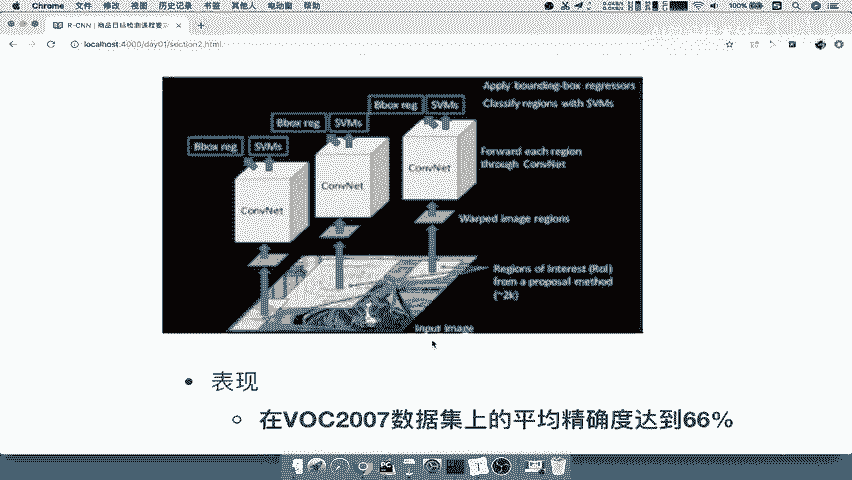 Chrome 文件 编辑 视图 历史记录 书签 其他人 电动窗 帮助
100%
R-CNN | 商品目标检测课程要
localhost:4000/day01/section2.html
Apply bounding-box regressors
Bbox reg SVMs
Classify regions with SVMs
Bbox reg SVMs
Bbox reg SVMs
Forward each region
through ConvNet
ConvNet
ConvNet
ConvNet
Warped image regions
Regions of Interest (RoI)
from a proposal method
(~2k)
Input image
表现
在VOC2007数据集上的平均精确度达到66%